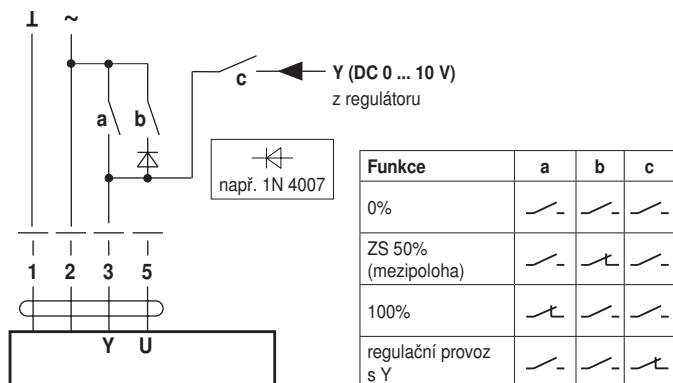 ⊥ ~
a b c
Y (DC 0 ... 10 V)
z regulátoru
např. 1N 4007
1 2 3 5
Y U
Funkce a b c
0%
ZS 50%
(mezipoloha)
100%
regulační provoz
s Y